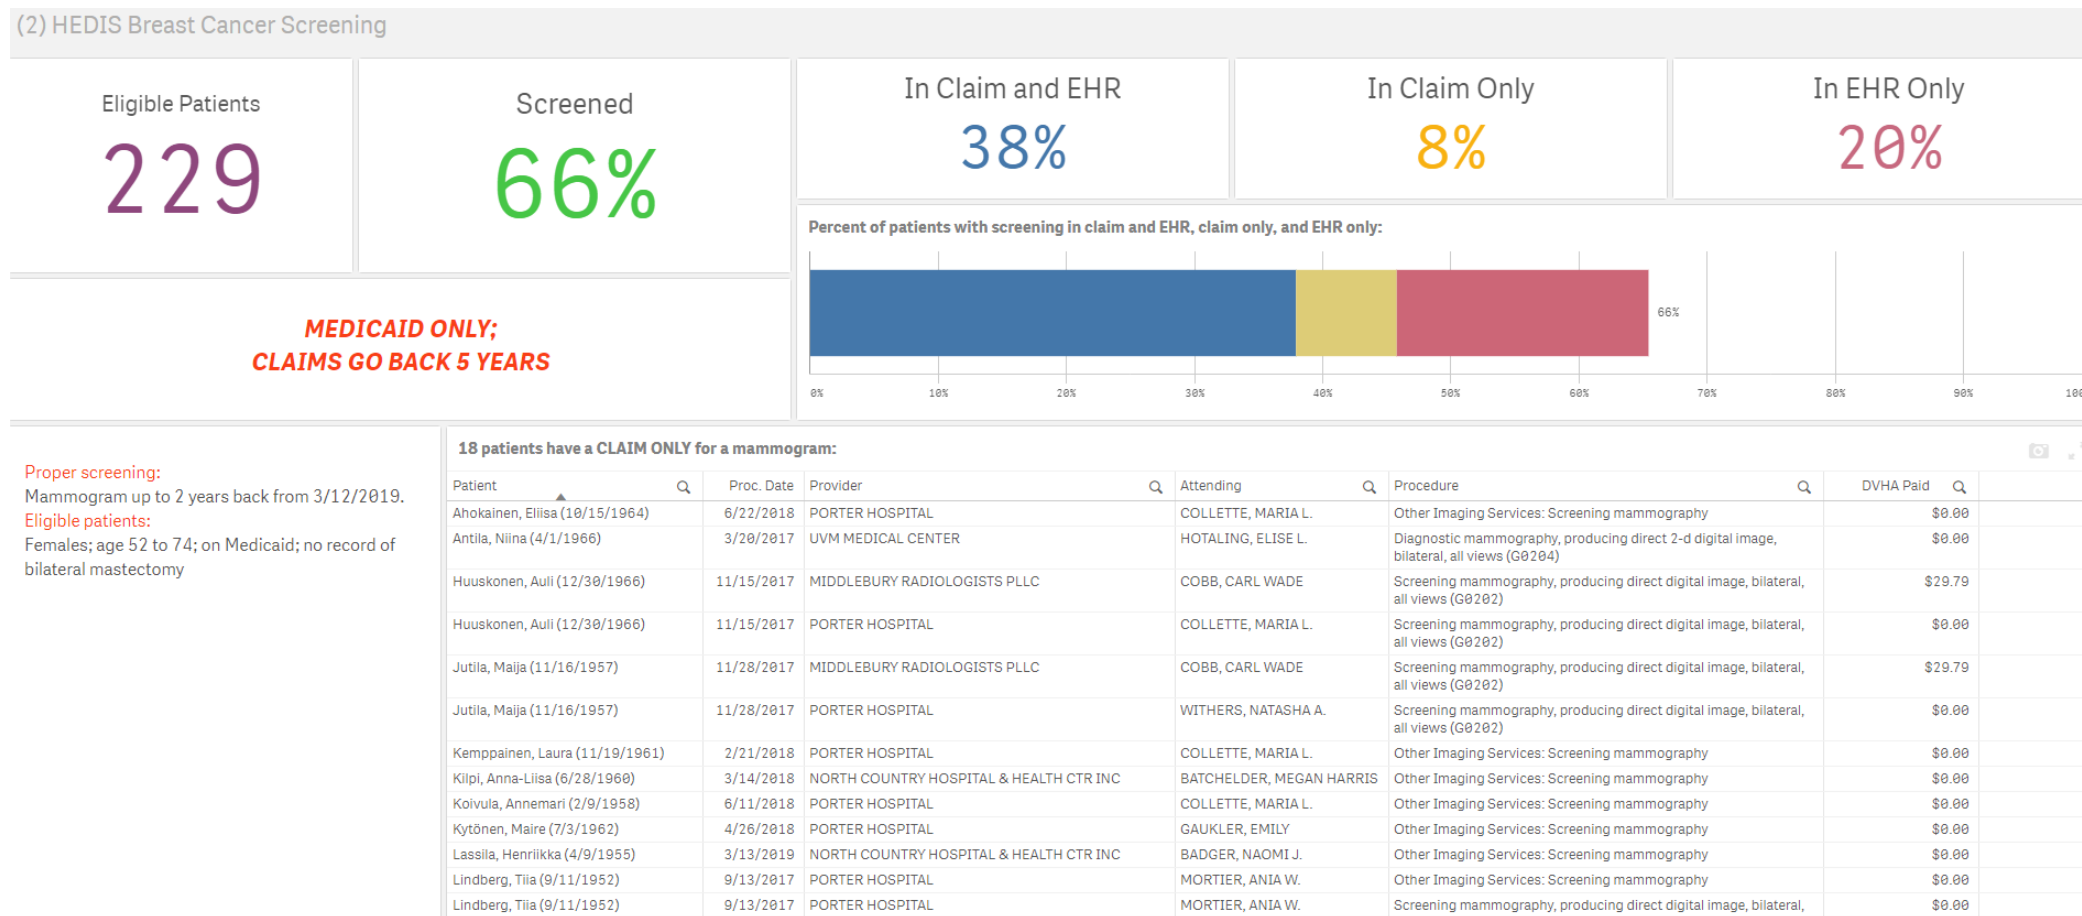 (2) HEDIS Breast Cancer Screening
Eligible Patients
229
Screened
66%
In Claim and EHR
38%
In Claim Only
8%
In EHR Only
20%
MEDICAID ONLY;
CLAIMS GO BACK 5 YEARS
Percent of patients with screening in claim and EHR, claim only, and EHR only:
66%
0% 10% 20% 30% 40% 50% 60% 70% 80% 90% 100
Proper screening:
Mammogram up to 2 years back from 3/12/2019.
Eligible patients:
Females; age 52 to 74; on Medicaid; no record of
bilateral mastectomy
18 patients have a CLAIM ONLY for a mammogram:
Patient Proc. Date Provider Attending Procedure DVHA Paid
Ahokainen, Eliisa (10/15/1964) 6/22/2018 PORTER HOSPITAL COLLETTE, MARIA L. Other Imaging Services: Screening mammography $0.00
Antila, Niina (4/1/1966) 3/20/2017 UVM MEDICAL CENTER HOTALING, ELISE L. Diagnostic mammography, producing direct 2-d digital image, $0.00
bilateral, all views (G0204)
Huuskonen, Auli (12/30/1966) 11/15/2017 MIDDLEBURY RADIOLOGISTS PLLC COBB, CARL WADE Screening mammography, producing direct digital image, bilateral, $29.79
all views (G0202)
Huuskonen, Auli (12/30/1966) 11/15/2017 PORTER HOSPITAL COLLETTE, MARIA L. Screening mammography, producing direct digital image, bilateral, $0.00
all views (G0202)
Jutila, Maija (11/16/1957) 11/28/2017 MIDDLEBURY RADIOLOGISTS PLLC COBB, CARL WADE Screening mammography, producing direct digital image, bilateral, $29.79
all views (G0202)
Jutila, Maija (11/16/1957) 11/28/2017 PORTER HOSPITAL WITHERS, NATASHA A. Screening mammography, producing direct digital image, bilateral, $0.00
all views (G0202)
Kemppainen, Laura (11/19/1961) 2/21/2018 PORTER HOSPITAL COLLETTE, MARIA L. Other Imaging Services: Screening mammography $0.00
Kilpi, Anna-Liisa (6/28/1960) 3/14/2018 NORTH COUNTRY HOSPITAL & HEALTH CTR INC BATCHELDER, MEGAN HARRIS Other Imaging Services: Screening mammography $0.00
Koivula, Annemari (2/9/1958) 6/11/2018 PORTER HOSPITAL COLLETTE, MARIA L. Other Imaging Services: Screening mammography $0.00
Kytönen, Maire (7/3/1962) 4/26/2018 PORTER HOSPITAL GAUKLER, EMILY Other Imaging Services: Screening mammography $0.00
Lassila, Henriikka (4/9/1955) 3/13/2019 NORTH COUNTRY HOSPITAL & HEALTH CTR INC BADGER, NAOMI J. Other Imaging Services: Screening mammography $0.00
Lindberg, Tiia (9/11/1952) 9/13/2017 PORTER HOSPITAL MORTIER, ANIA W. Other Imaging Services: Screening mammography $0.00
Lindberg, Tiia (9/11/1952) 9/13/2017 PORTER HOSPITAL MORTIER, ANIA W. Screening mammography, producing direct digital image, bilateral, $0.00